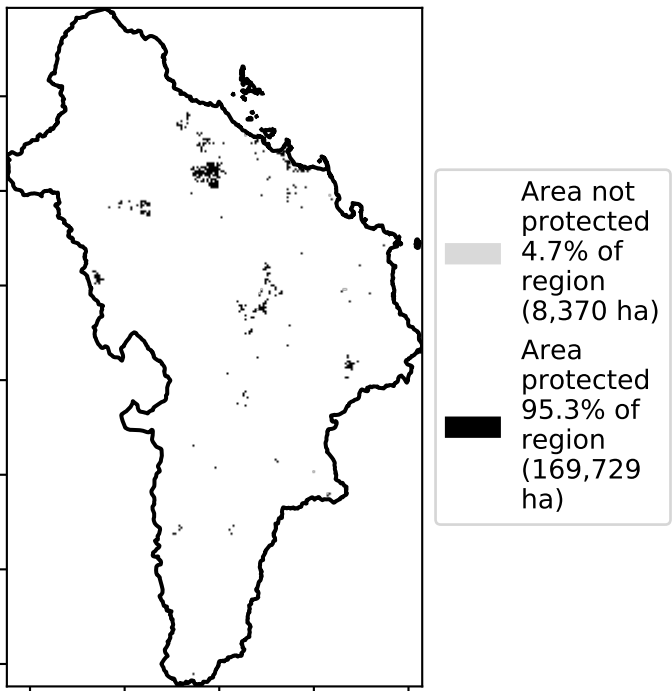 Area not
protected
4.7% of
region
(8,370 ha)
Area
protected
95.3% of
region
(169,729
ha)